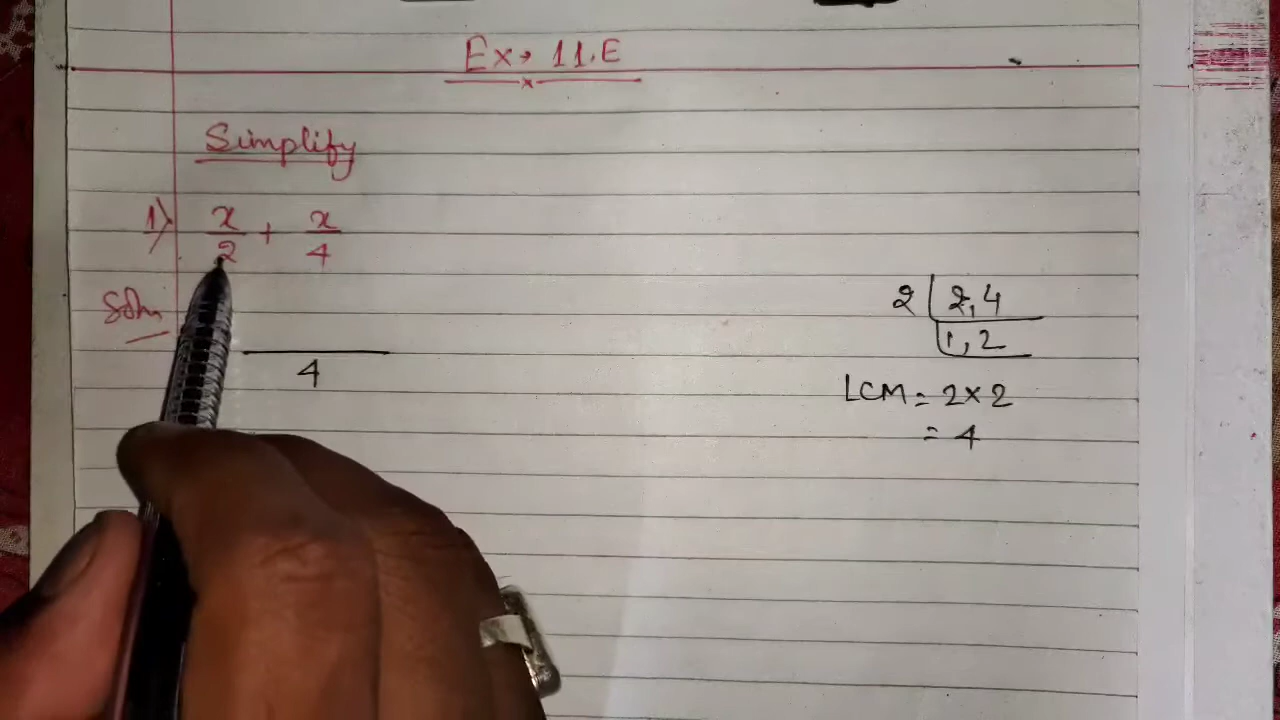 Ex → 11.E
Simplify
1) x/2 + x/4
Soln
4
2 | 2, 4
1, 2
LCM = 2 × 2
= 4